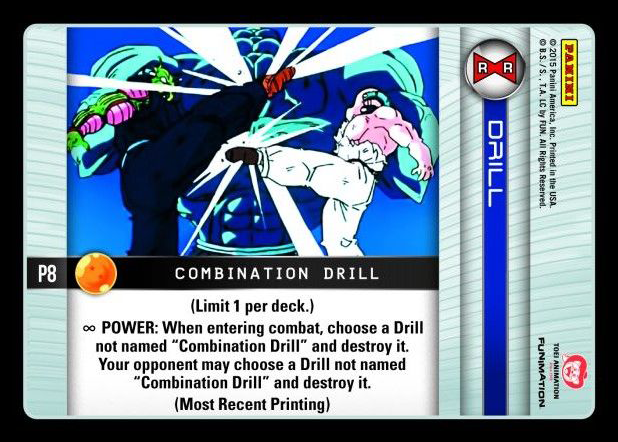 P8
COMBINATION DRILL
(Limit 1 per deck.)
∞ POWER: When entering combat, choose a Drill
not named “Combination Drill” and destroy it.
Your opponent may choose a Drill not named
“Combination Drill” and destroy it.
(Most Recent Printing)
R R
DRILL
PANINI
© 2015 Panini America, Inc. Printed in the USA.
© B.S./ S., T.A. LC by FUN. All Rights Reserved.
TOEI ANIMATION
FUNIMATION